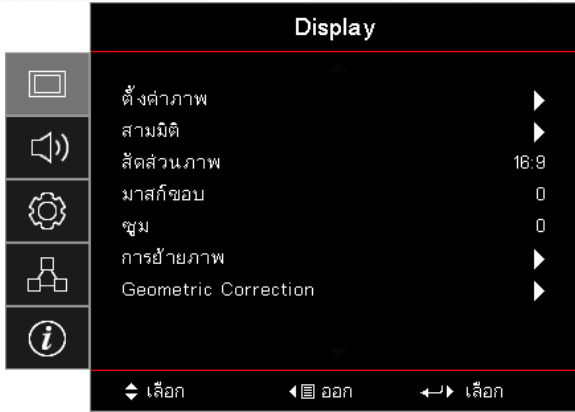 Display
ตั้งค่าภาพ
สามมิติ
สัดส่วนภาพ 16:9
มาสก์ขอบ 0
ซูม 0
การย้ายภาพ
Geometric Correction
เลือก ออก เลือก